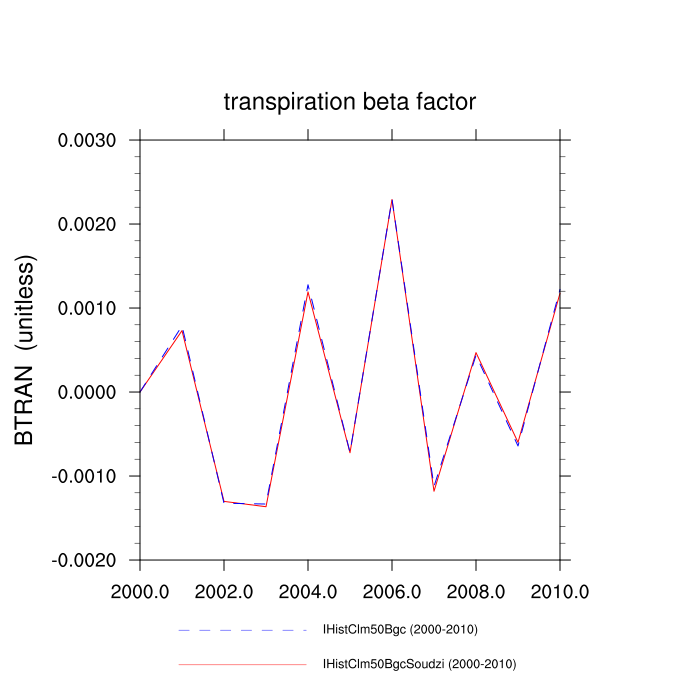 transpiration beta factor
0.0030
0.0020
0.0010
0.0000
-0.0010
-0.0020
BTRAN (unitless)
2000.0 2002.0 2004.0 2006.0 2008.0 2010.0
IHistClm50Bgc (2000-2010)
IHistClm50BgcSoudzi (2000-2010)